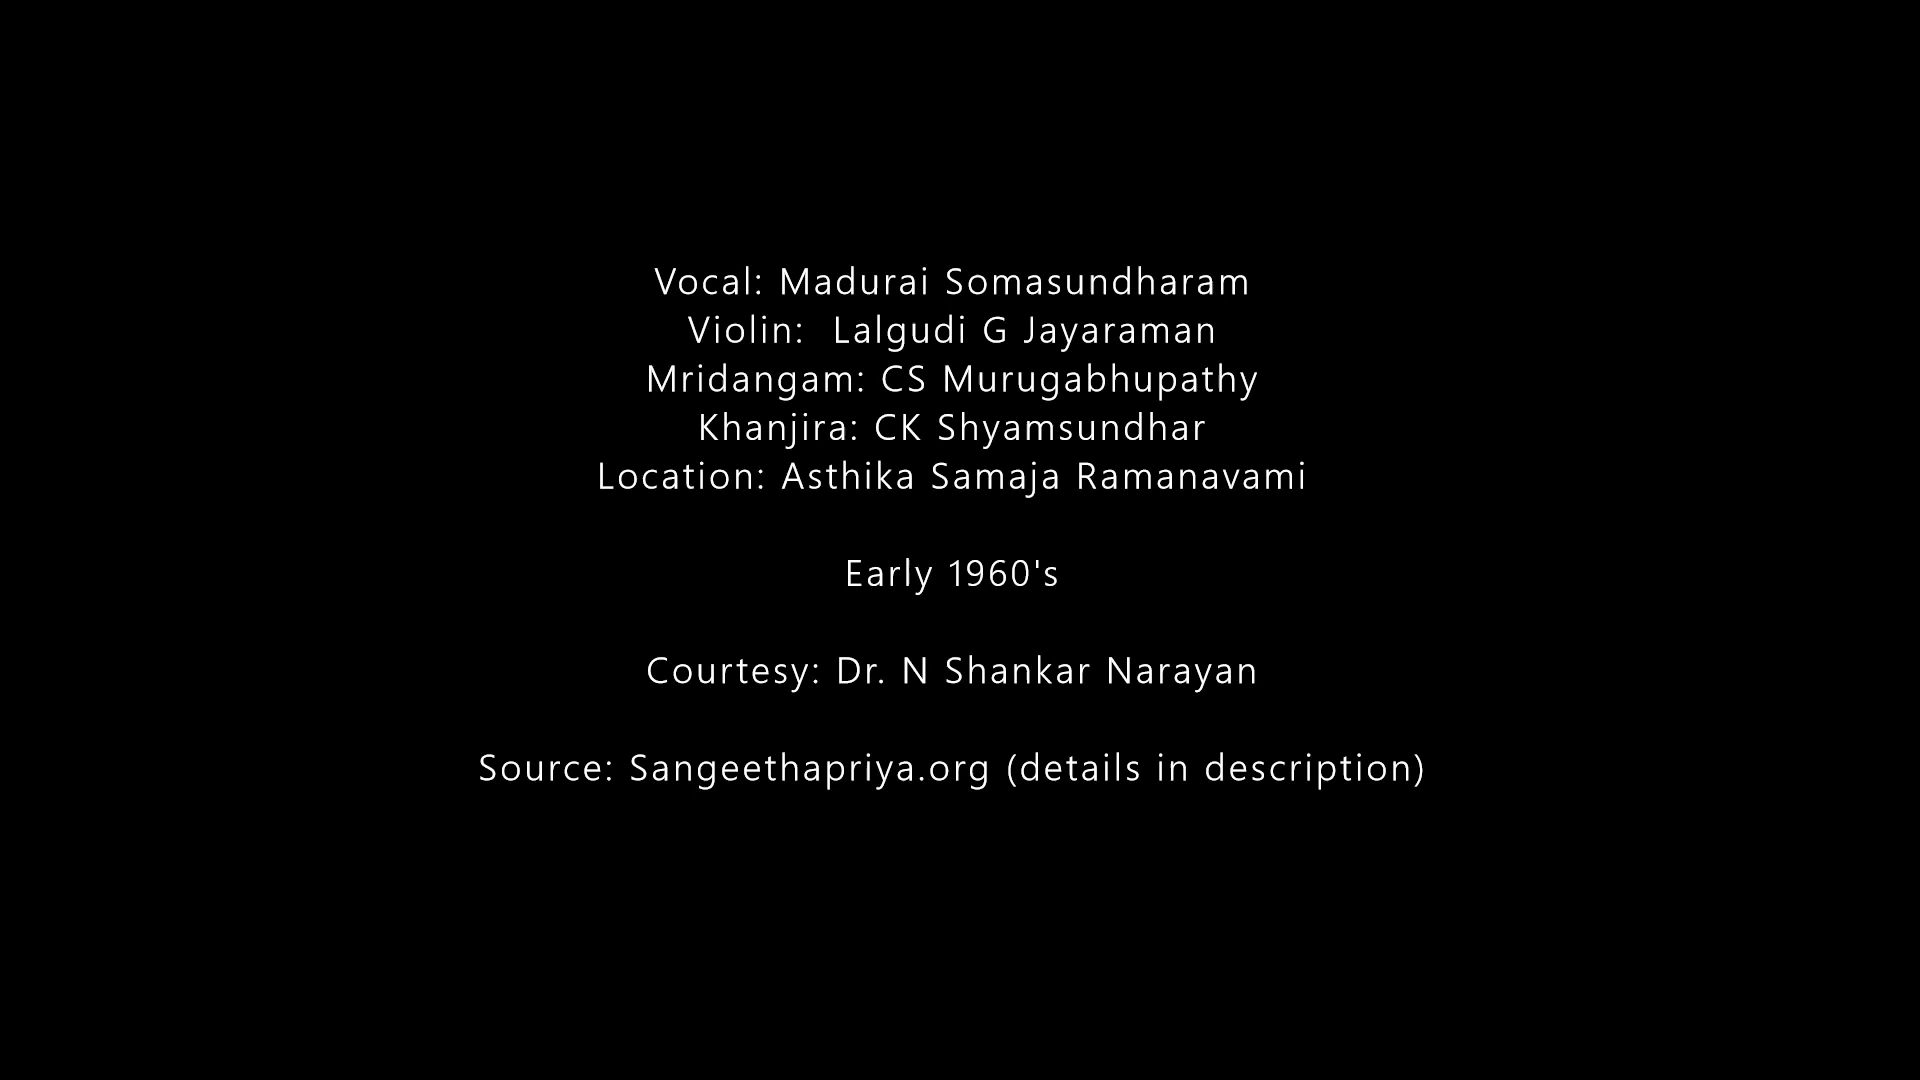 Vocal: Madurai Somasundharam
Violin:  Lalgudi G Jayaraman
Mridangam: CS Murugabhupathy
Khanjira: CK Shyamsundhar
Location: Asthika Samaja Ramanavami
Early 1960's
Courtesy: Dr. N Shankar Narayan
Source: Sangeethapriya.org (details in description)